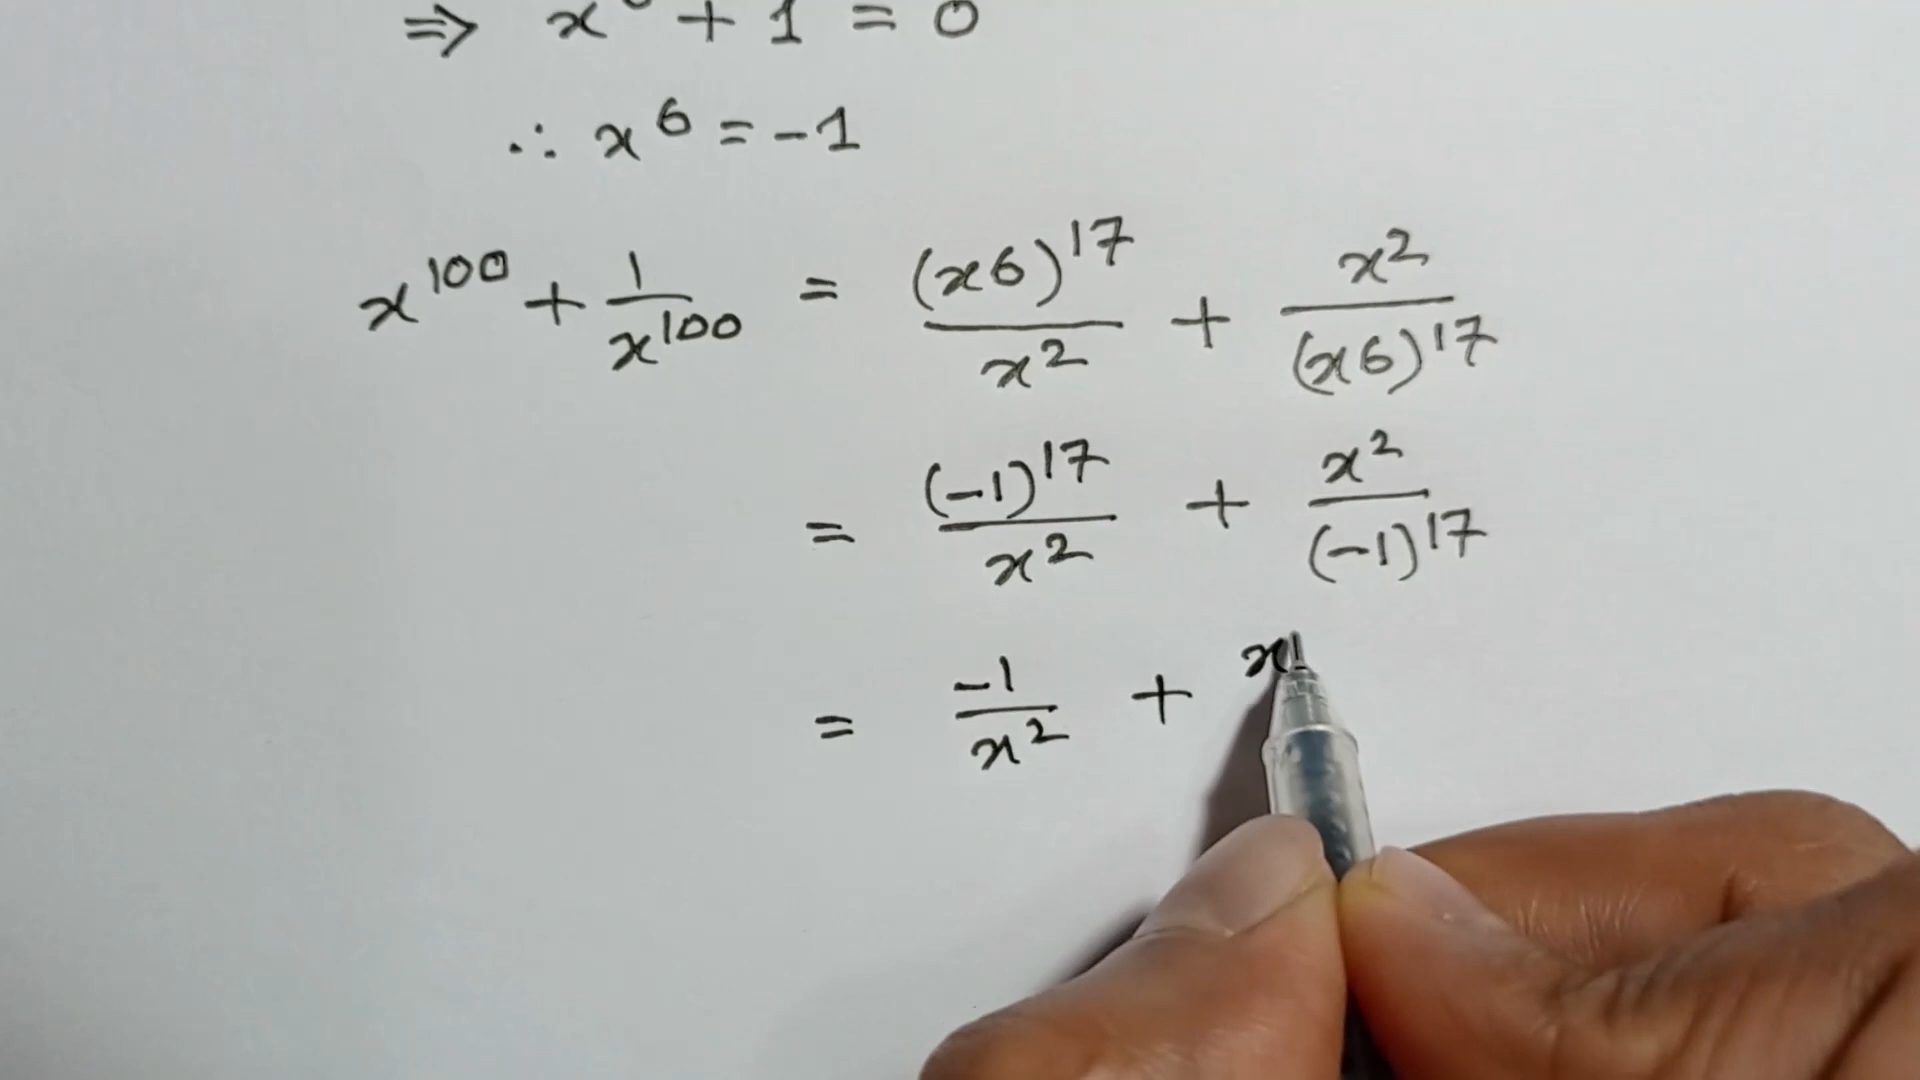 ⇒ x⁶ + 1 = 0
∴ x⁶ = -1
x¹⁰⁰ + 1/x¹⁰⁰ = (x6)¹⁷/x² + x²/(x6)¹⁷
= (-1)¹⁷/x² + x²/(-1)¹⁷
= -1/x² + x